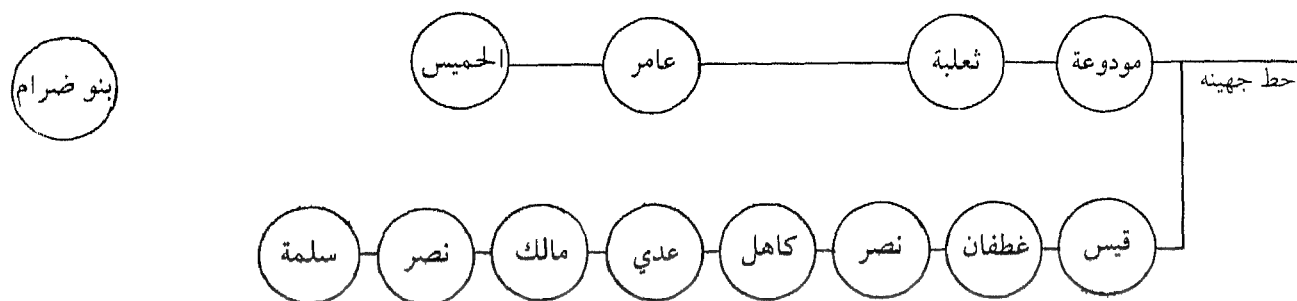 حط جهينه
مودوعة
ثعلبة
عامر
الحميس
بنو ضرام
قيس
غطفان
نصر
كاهل
عدي
مالك
نصر
سلمة